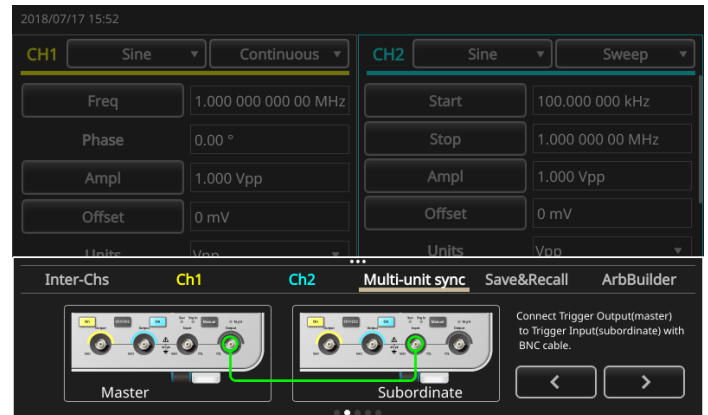 2018/07/17 15:52
CH1 Sine Continuous
CH2 Sine Sweep
Freq 1.000 000 000 00 MHz
Start 100.000 000 kHz
Phase 0.00 °
Stop 1.000 000 00 MHz
Ampl 1.000 Vpp
Ampl 1.000 Vpp
Offset 0 mV
Offset 0 mV
Units Vpp
Units Vpp
Inter-Chs Ch1 Ch2 Multi-unit sync Save&Recall ArbBuilder
Connect Trigger Output(master)
to Trigger Input(subordinate) with
BNC cable.
Manual
Manual
Master
Subordinate